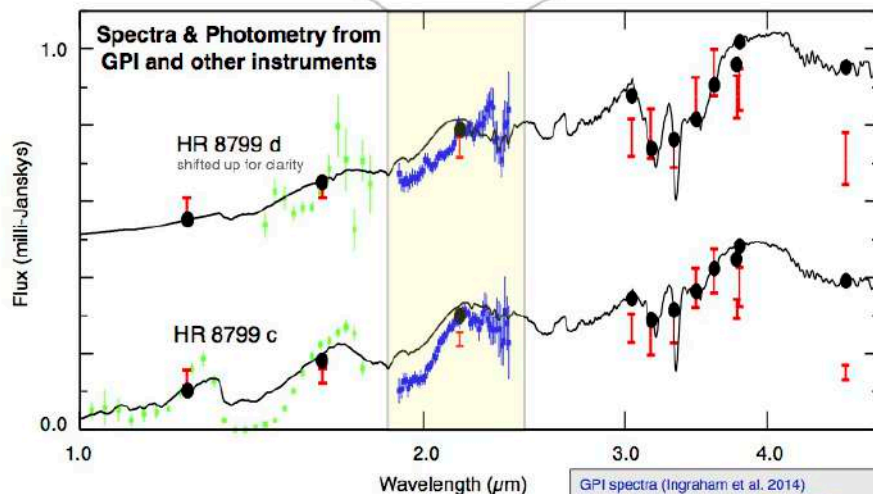 Spectra & Photometry from
GPI and other instruments
1.0
HR 8799 d
shifted up for clarity
Flux (milli-Janskys)
HR 8799 c
0.0
1.0
2.0
3.0
4.0
Wavelength (μm)
GPI spectra (Ingraham et al. 2014)